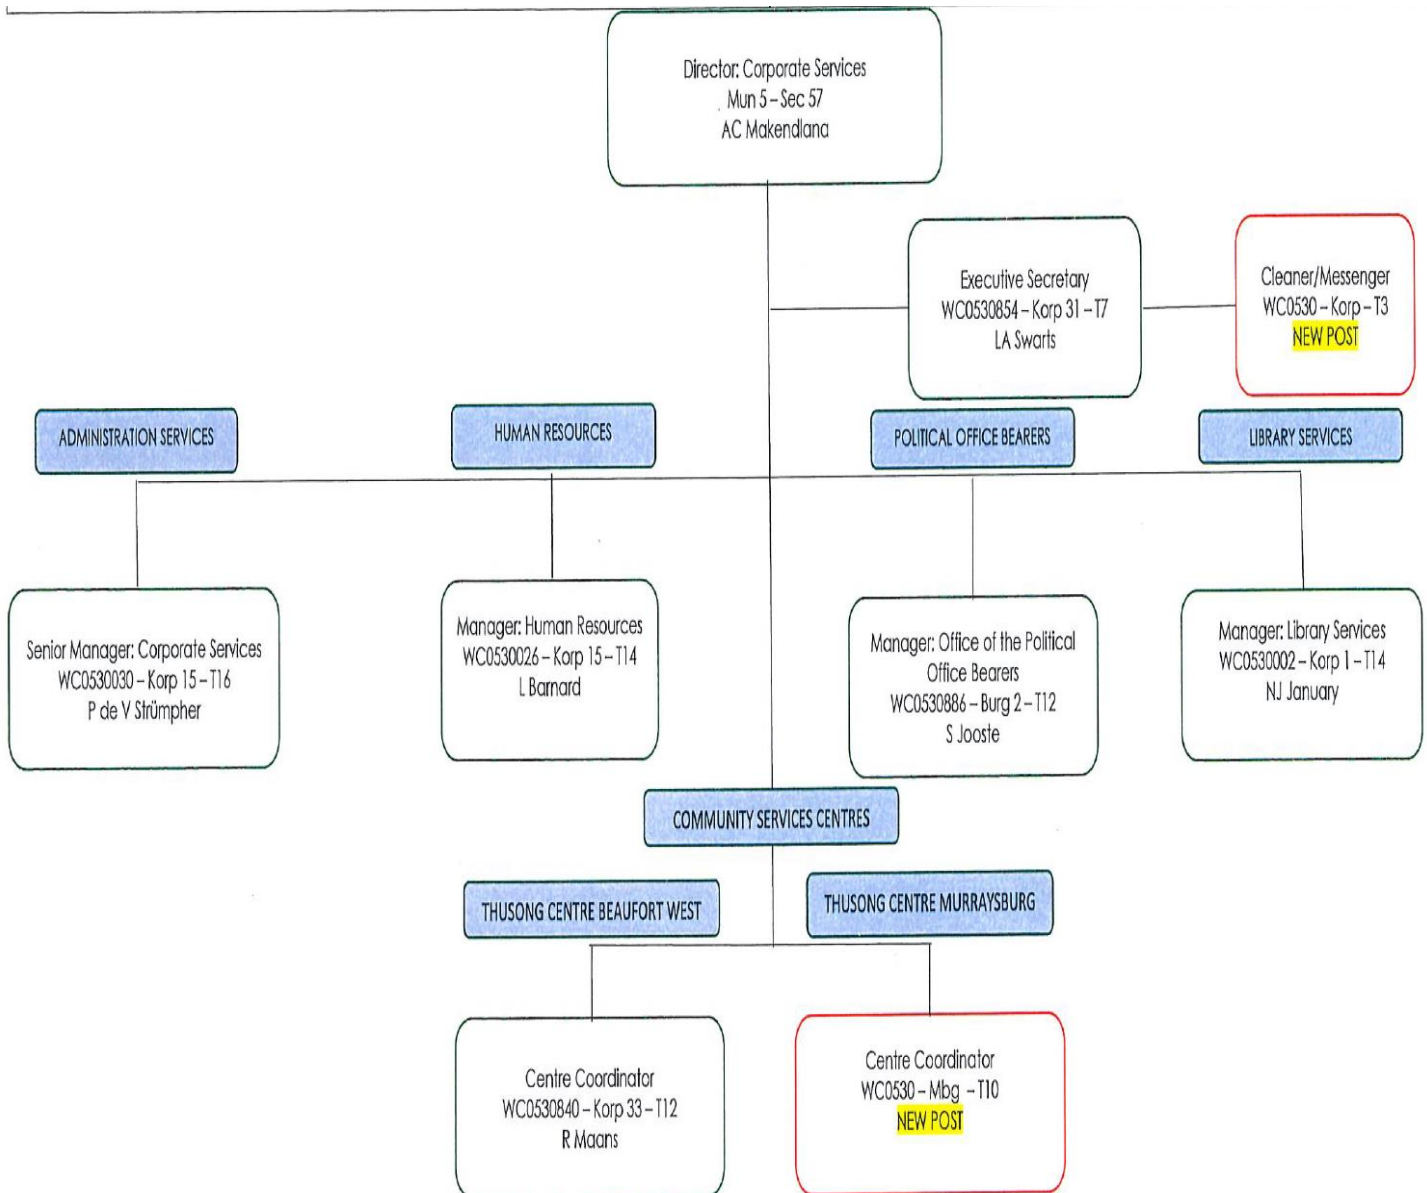 Director: Corporate Services
Mun 5 – Sec 57
AC Makendlana
Executive Secretary
WC0530854 – Korp 31 – T7
LA Swarts
Cleaner/Messenger
WC0530 – Korp – T3
NEW POST
ADMINISTRATION SERVICES
HUMAN RESOURCES
POLITICAL OFFICE BEARERS
LIBRARY SERVICES
Senior Manager: Corporate Services
WC0530030 – Korp 15 – T16
P de V Strümpher
Manager: Human Resources
WC0530026 – Korp 15 – T14
L Barnard
Manager: Office of the Political
Office Bearers
WC0530886 – Burg 2 – T12
S Jooste
Manager: Library Services
WC0530002 – Korp 1 – T14
NJ January
COMMUNITY SERVICES CENTRES
THUSONG CENTRE BEAUFORT WEST
THUSONG CENTRE MURRAYSBURG
Centre Coordinator
WC0530840 – Korp 33 – T12
R Maans
Centre Coordinator
WC0530 – Mbg – T10
NEW POST